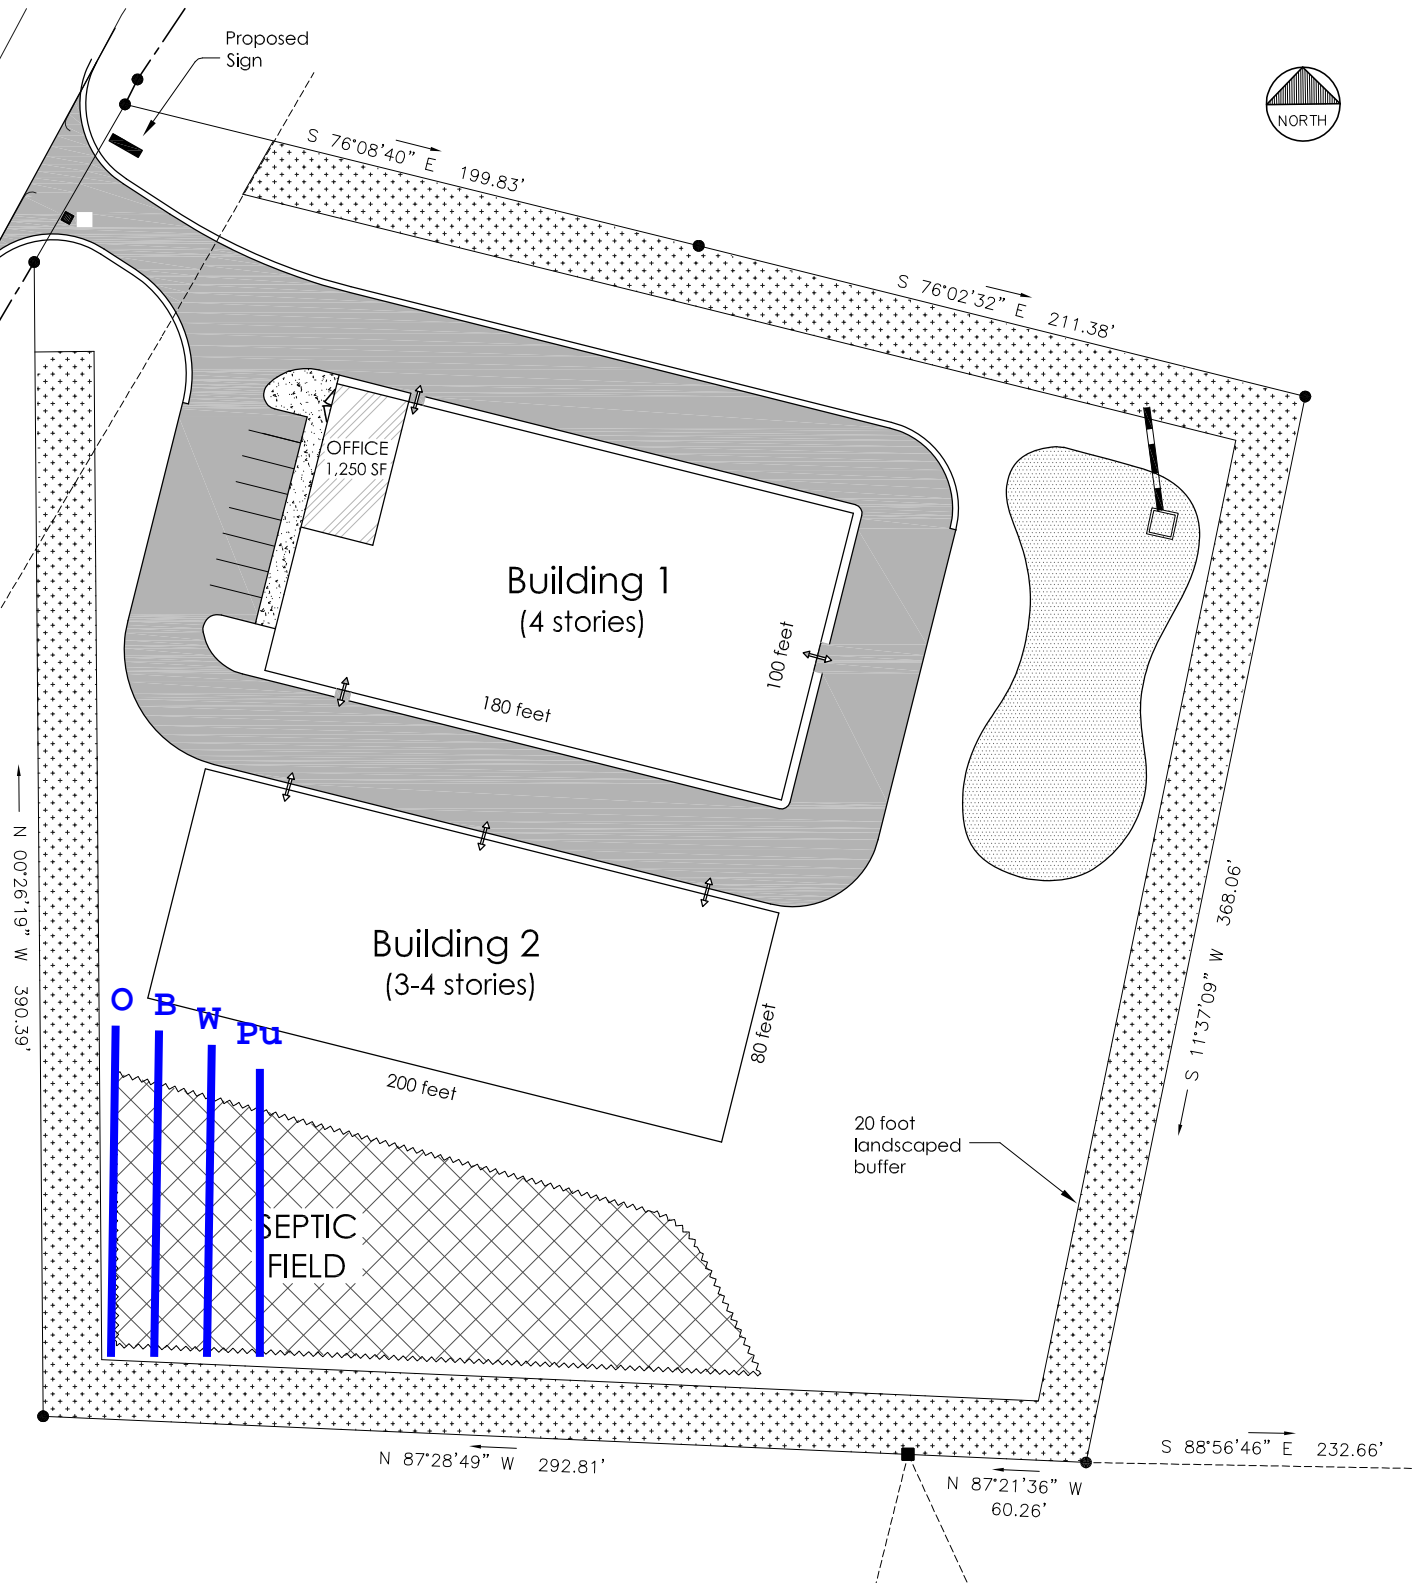 Proposed
Sign
NORTH
S 76°08'40" E 199.83'
S 76°02'32" E 211.38'
OFFICE
1,250 SF
Building 1
(4 stories)
100 feet
180 feet
N 00°26'19" W 390.39'
S 11°37'09" W 368.06'
Building 2
(3-4 stories)
O B W Pu
80 feet
200 feet
20 foot
landscaped
buffer
SEPTIC
FIELD
N 87°28'49" W 292.81'
S 88°56'46" E 232.66'
N 87°21'36" W
60.26'